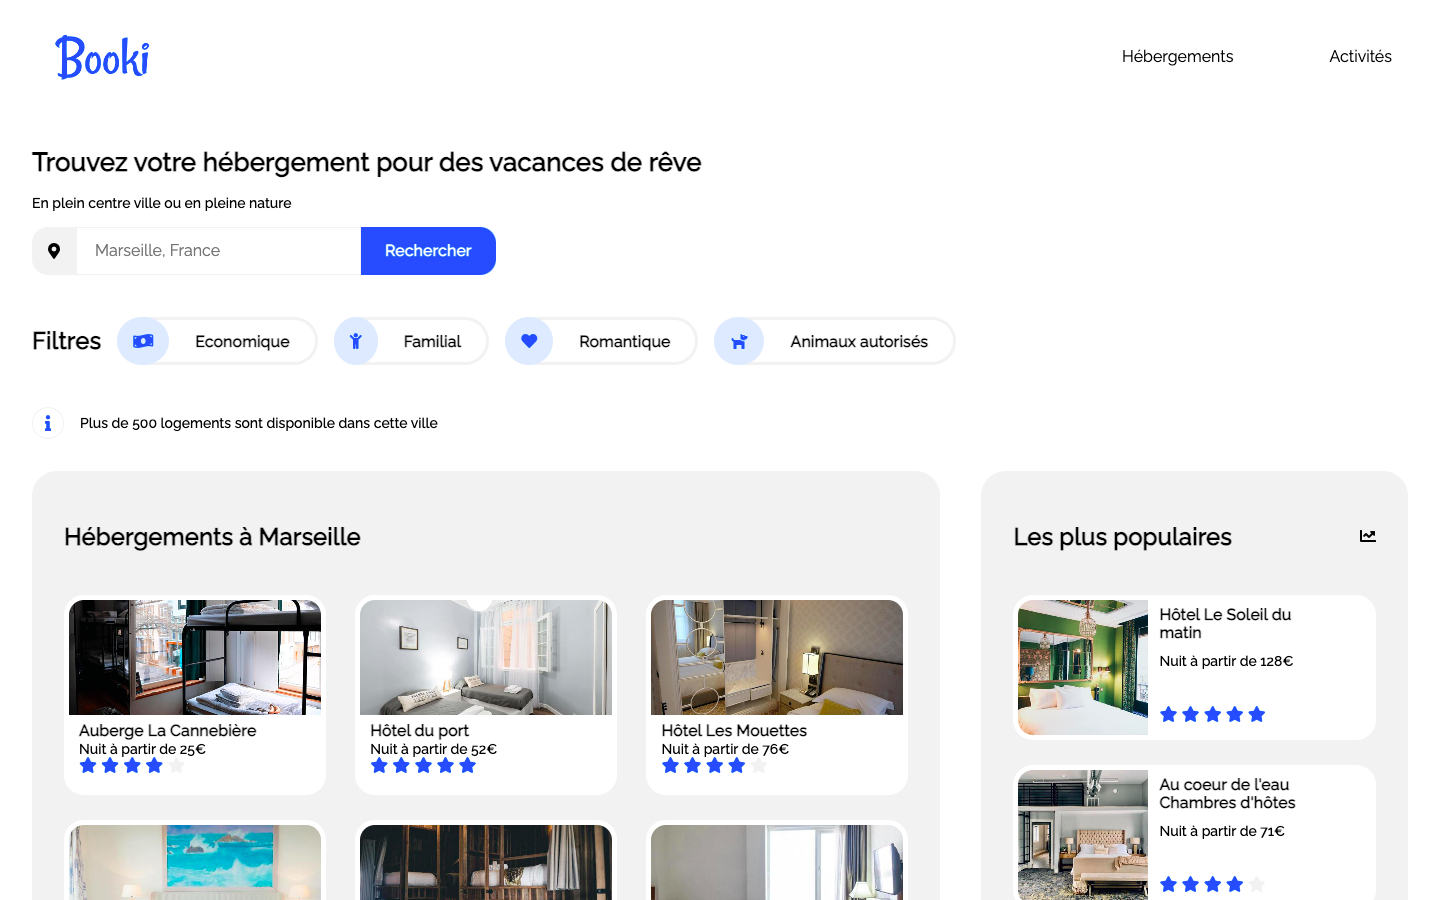 Booki
Hébergements
Activités
Trouvez votre hébergement pour des vacances de rêve
En plein centre ville ou en pleine nature
Marseille, France
Rechercher
Filtres
Economique
Familial
Romantique
Animaux autorisés
Plus de 500 logements sont disponible dans cette ville
Hébergements à Marseille
Auberge La Cannebière
Nuit à partir de 25€
Hôtel du port
Nuit à partir de 52€
Hôtel Les Mouettes
Nuit à partir de 76€
Les plus populaires
Hôtel Le Soleil du
matin
Nuit à partir de 128€
Au coeur de l'eau
Chambres d'hôtes
Nuit à partir de 71€